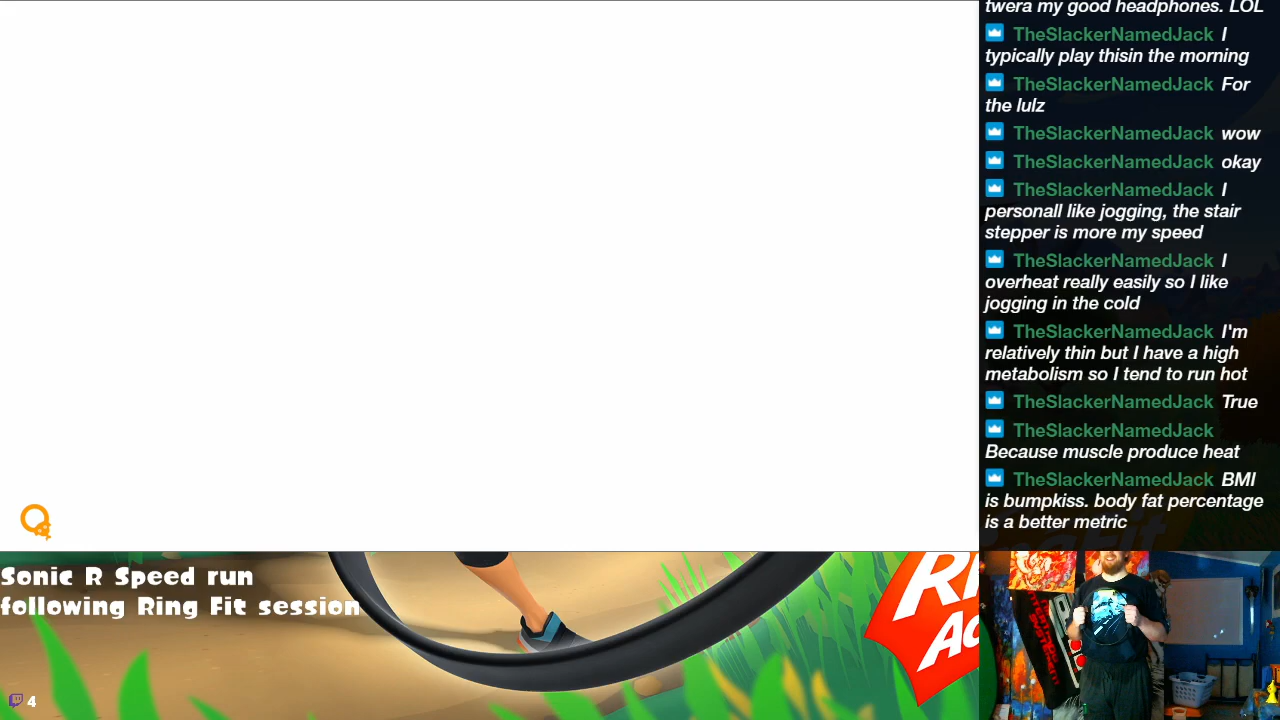 twera my good headphones. LOL
TheSlackerNamedJack I
typically play thisin the morning
TheSlackerNamedJack For
the lulz
TheSlackerNamedJack wow
TheSlackerNamedJack okay
TheSlackerNamedJack I
personall like jogging, the stair
stepper is more my speed
TheSlackerNamedJack I
overheat really easily so I like
jogging in the cold
TheSlackerNamedJack I'm
relatively thin but I have a high
metabolism so I tend to run hot
TheSlackerNamedJack True
TheSlackerNamedJack
Because muscle produce heat
TheSlackerNamedJack BMI
is bumpkiss. body fat percentage
is a better metric
Sonic R Speed run
following Ring Fit session
4